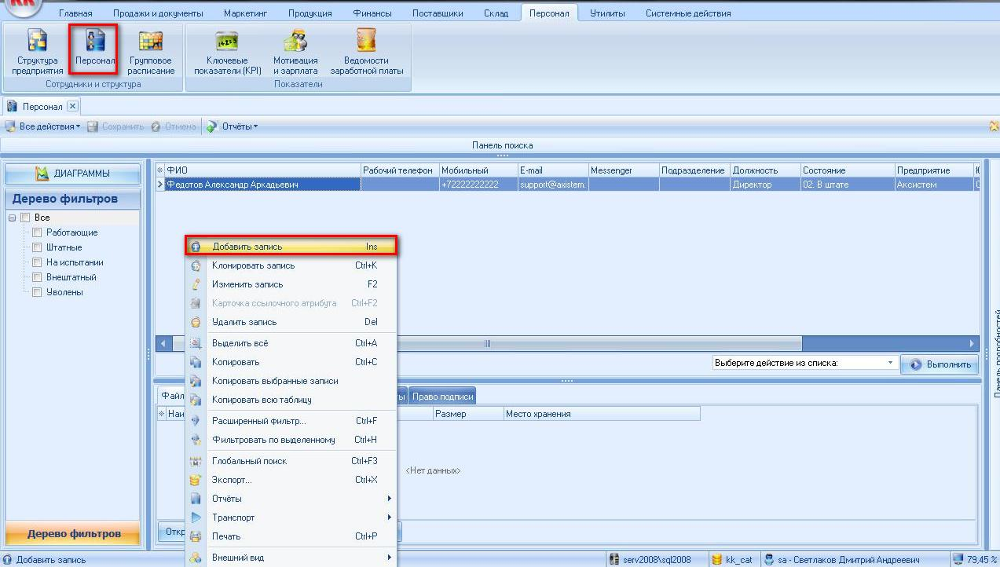 КК
Главная Продажи и документы Маркетинг Продукция Финансы Поставщики Склад Персонал Утилиты Системные действия
Структура предприятия
Персонал
Групповое расписание
Ключевые показатели (KPI)
Мотивация и зарплата
Ведомости заработной платы
Сотрудники и структура
Показатели
Персонал
Все действия Сохранить Отмена Отчёты
Панель поиска
ДИАГРАММЫ
Дерево фильтров
Все
Работающие
Штатные
На испытании
Внештатный
Уволены
Дерево фильтров
ФИО Рабочий телефон Мобильный E-mail Messenger Подразделение Должность Состояние Предприятие
Федотов Александр Аркадьевич +72222222222 support@axistem. Директор 02. В штате Аксистем
Добавить запись Ins
Клонировать запись Ctrl+K
Изменить запись F2
Карточка ссылочного атрибута Ctrl+F2
Удалить запись Del
Выделить всё Ctrl+A
Копировать Ctrl+C
Копировать выбранные записи
Копировать всю таблицу
Расширенный фильтр... Ctrl+F
Фильтровать по выделенному Ctrl+H
Глобальный поиск Ctrl+F3
Экспорт... Ctrl+X
Отчёты
Транспорт
Печать Ctrl+P
Внешний вид
Выберите действие из списка: Выполнить
Файл ы Право подписи
Наи Размер Место хранения
<Нет данных>
Откр
Панель подробностей
Добавить запись serv2008\sql2008 kk_cat sa - Светлаков Дмитрий Андреевич 79,45 %